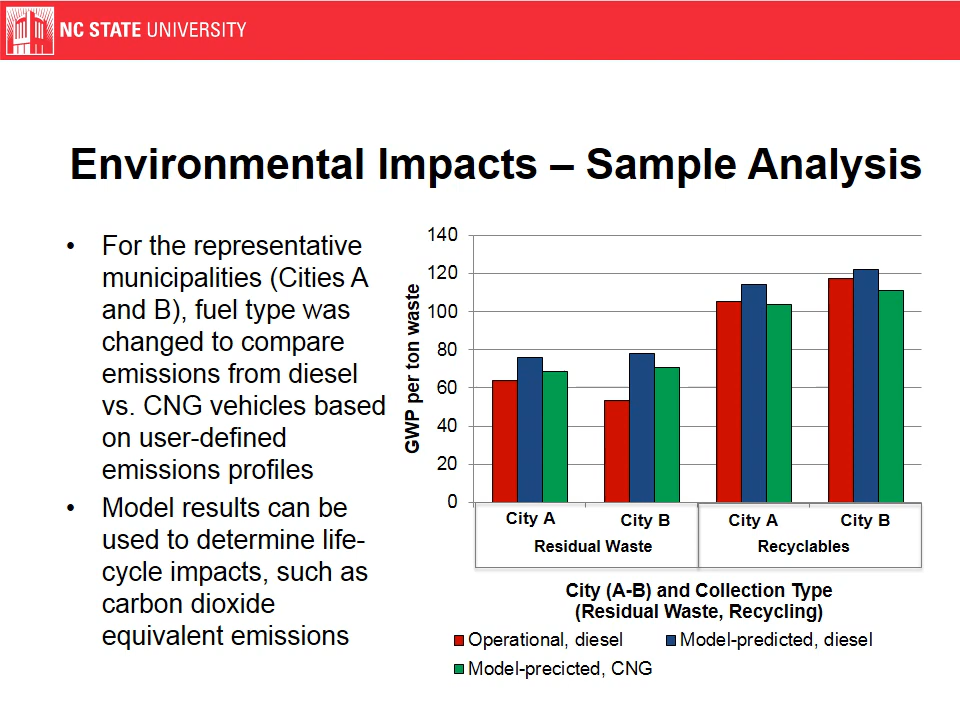 NC STATE UNIVERSITY
Environmental Impacts – Sample Analysis
• For the representative
municipalities (Cities A
and B), fuel type was
changed to compare
emissions from diesel
vs. CNG vehicles based
on user-defined
emissions profiles
• Model results can be
used to determine life-
cycle impacts, such as
carbon dioxide
equivalent emissions
GWP per ton waste
140
120
100
80
60
40
20
0
City A City B City A City B
Residual Waste Recyclables
City (A-B) and Collection Type
(Residual Waste, Recycling)
Operational, diesel Model-predicted, diesel
Model-precicted, CNG